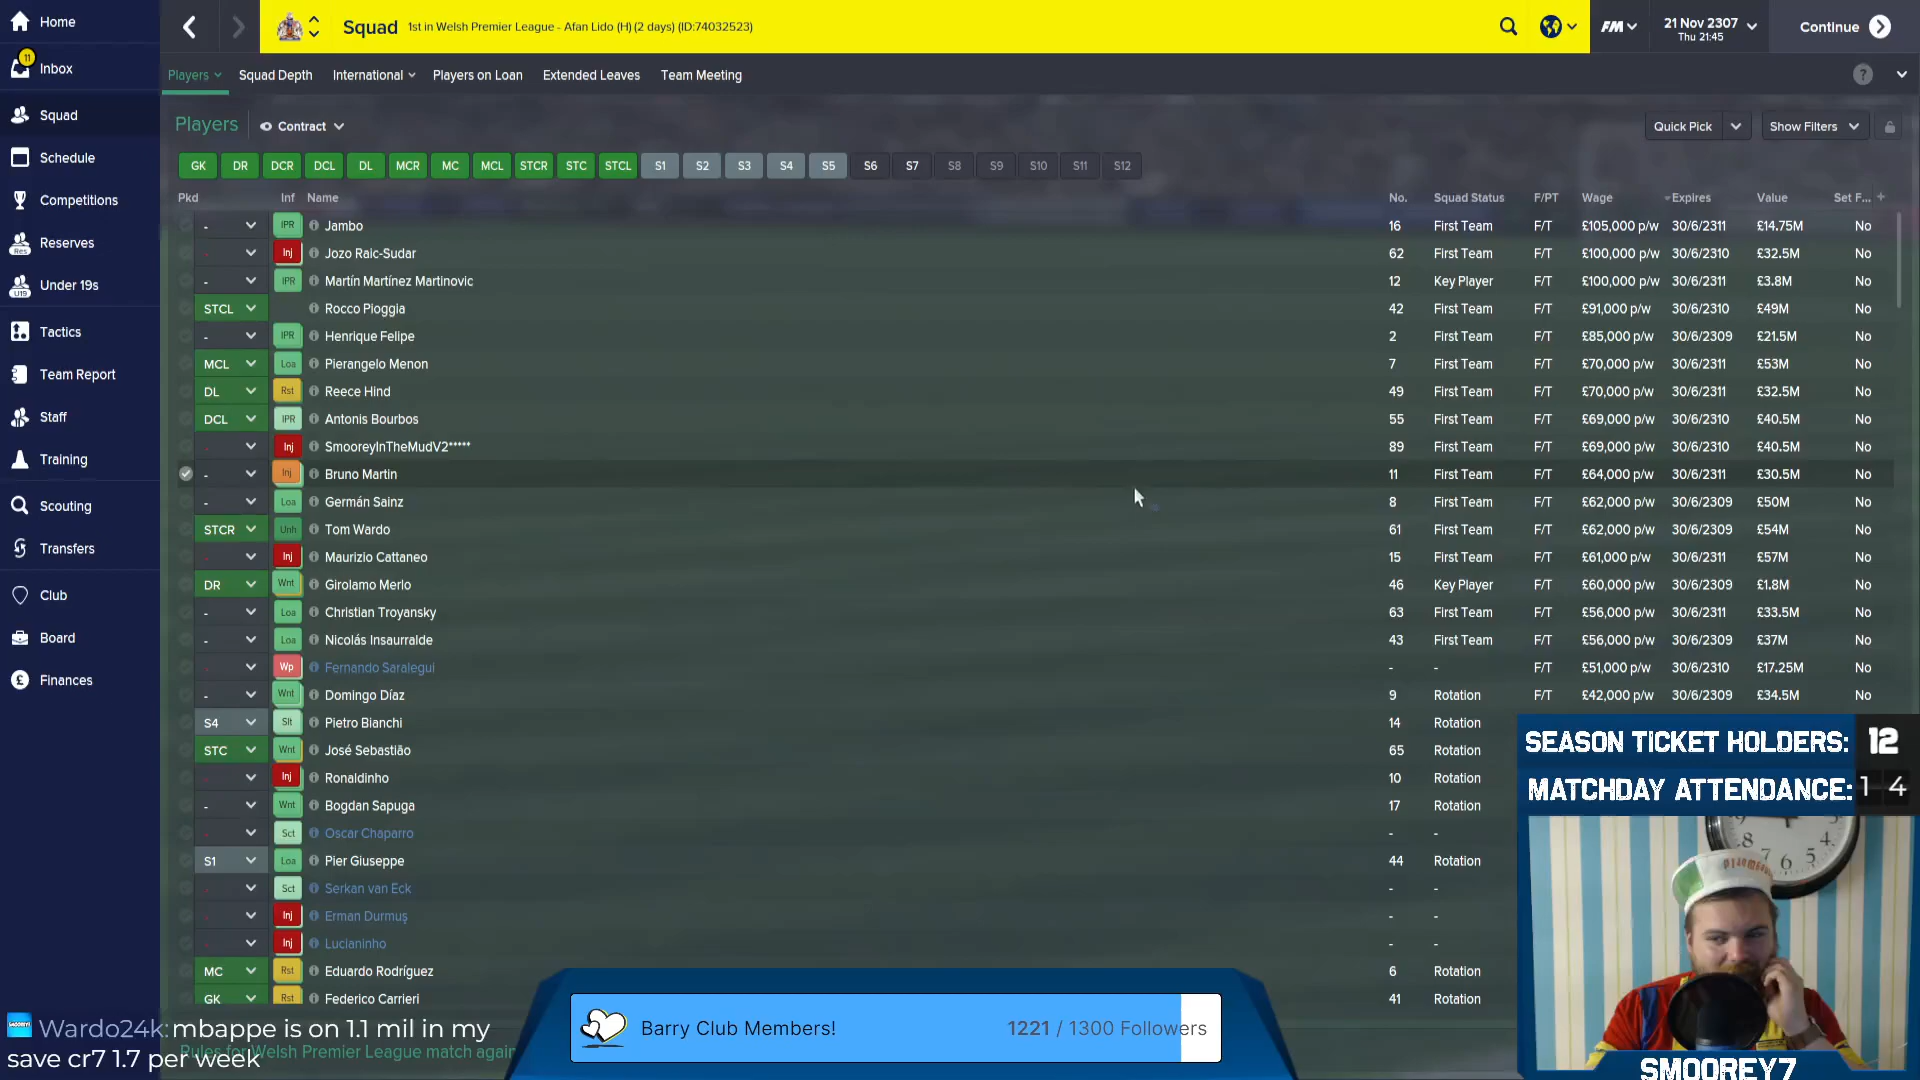 Home
Inbox
11
Squad
Schedule
Competitions
Reserves
Under 19s
Tactics
Team Report
Staff
Training
Scouting
Transfers
Club
Board
Finances
Squad 1st in Welsh Premier League - Afan Lido (H) (2 days) (ID:74032523)
FM 21 Nov 2307 Thu 21:45 Continue
Players Squad Depth International Players on Loan Extended Leaves Team Meeting
Players Contract Quick Pick Show Filters
GK DR DCR DCL DL MCR MC MCL STCR STC STCL S1 S2 S3 S4 S5 S6 S7 S8 S9 S10 S11 S12
Pkd Inf Name No. Squad Status F/PT Wage Expires Value Set F... +
- IPR Jambo 16 First Team F/T £105,000 p/w 30/6/2311 £14.75M No
- Inj Jozo Raic-Sudar 62 First Team F/T £100,000 p/w 30/6/2310 £32.5M No
- IPR Martín Martínez Martinovic 12 Key Player F/T £100,000 p/w 30/6/2311 £3.8M No
STCL Rocco Pioggia 42 First Team F/T £91,000 p/w 30/6/2310 £49M No
- IPR Henrique Felipe 2 First Team F/T £85,000 p/w 30/6/2309 £21.5M No
MCL Loa Pierangelo Menon 7 First Team F/T £70,000 p/w 30/6/2311 £53M No
DL Rst Reece Hind 49 First Team F/T £70,000 p/w 30/6/2311 £32.5M No
DCL IPR Antonis Bourbos 55 First Team F/T £69,000 p/w 30/6/2310 £40.5M No
- Inj SmooreyInTheMudV2***** 89 First Team F/T £69,000 p/w 30/6/2310 £40.5M No
- Inj Bruno Martin 11 First Team F/T £64,000 p/w 30/6/2311 £30.5M No
- Loa Germán Sainz 8 First Team F/T £62,000 p/w 30/6/2309 £50M No
STCR Unh Tom Wardo 61 First Team F/T £62,000 p/w 30/6/2309 £54M No
- Inj Maurizio Cattaneo 15 First Team F/T £61,000 p/w 30/6/2311 £57M No
DR Wnt Girolamo Merlo 46 Key Player F/T £60,000 p/w 30/6/2309 £1.8M No
- Loa Christian Troyansky 63 First Team F/T £56,000 p/w 30/6/2311 £33.5M No
- Loa Nicolás Insaurralde 43 First Team F/T £56,000 p/w 30/6/2309 £37M No
- Wp Fernando Saralegui - - F/T £51,000 p/w 30/6/2310 £17.25M No
- Wnt Domingo Díaz 9 Rotation F/T £42,000 p/w 30/6/2309 £34.5M No
S4 Slt Pietro Bianchi 14 Rotation
STC Wnt José Sebastião 65 Rotation
- Inj Ronaldinho 10 Rotation
- Wnt Bogdan Sapuga 17 Rotation
- Sct Oscar Chaparro - -
S1 Loa Pier Giuseppe 44 Rotation
- Sct Serkan van Eck - -
- Inj Erman Durmuş - -
- Inj Lucianinho - -
MC Rst Eduardo Rodríguez 6 Rotation
GK Rst Federico Carrieri 41 Rotation
Rules for Welsh Premier League match again
SEASON TICKET HOLDERS: 12
MATCHDAY ATTENDANCE: 1 4
Wardo24k: mbappe is on 1.1 mil in my
save cr7 1.7 per week
Barry Club Members! 1221 / 1300 Followers
SMOOREY7